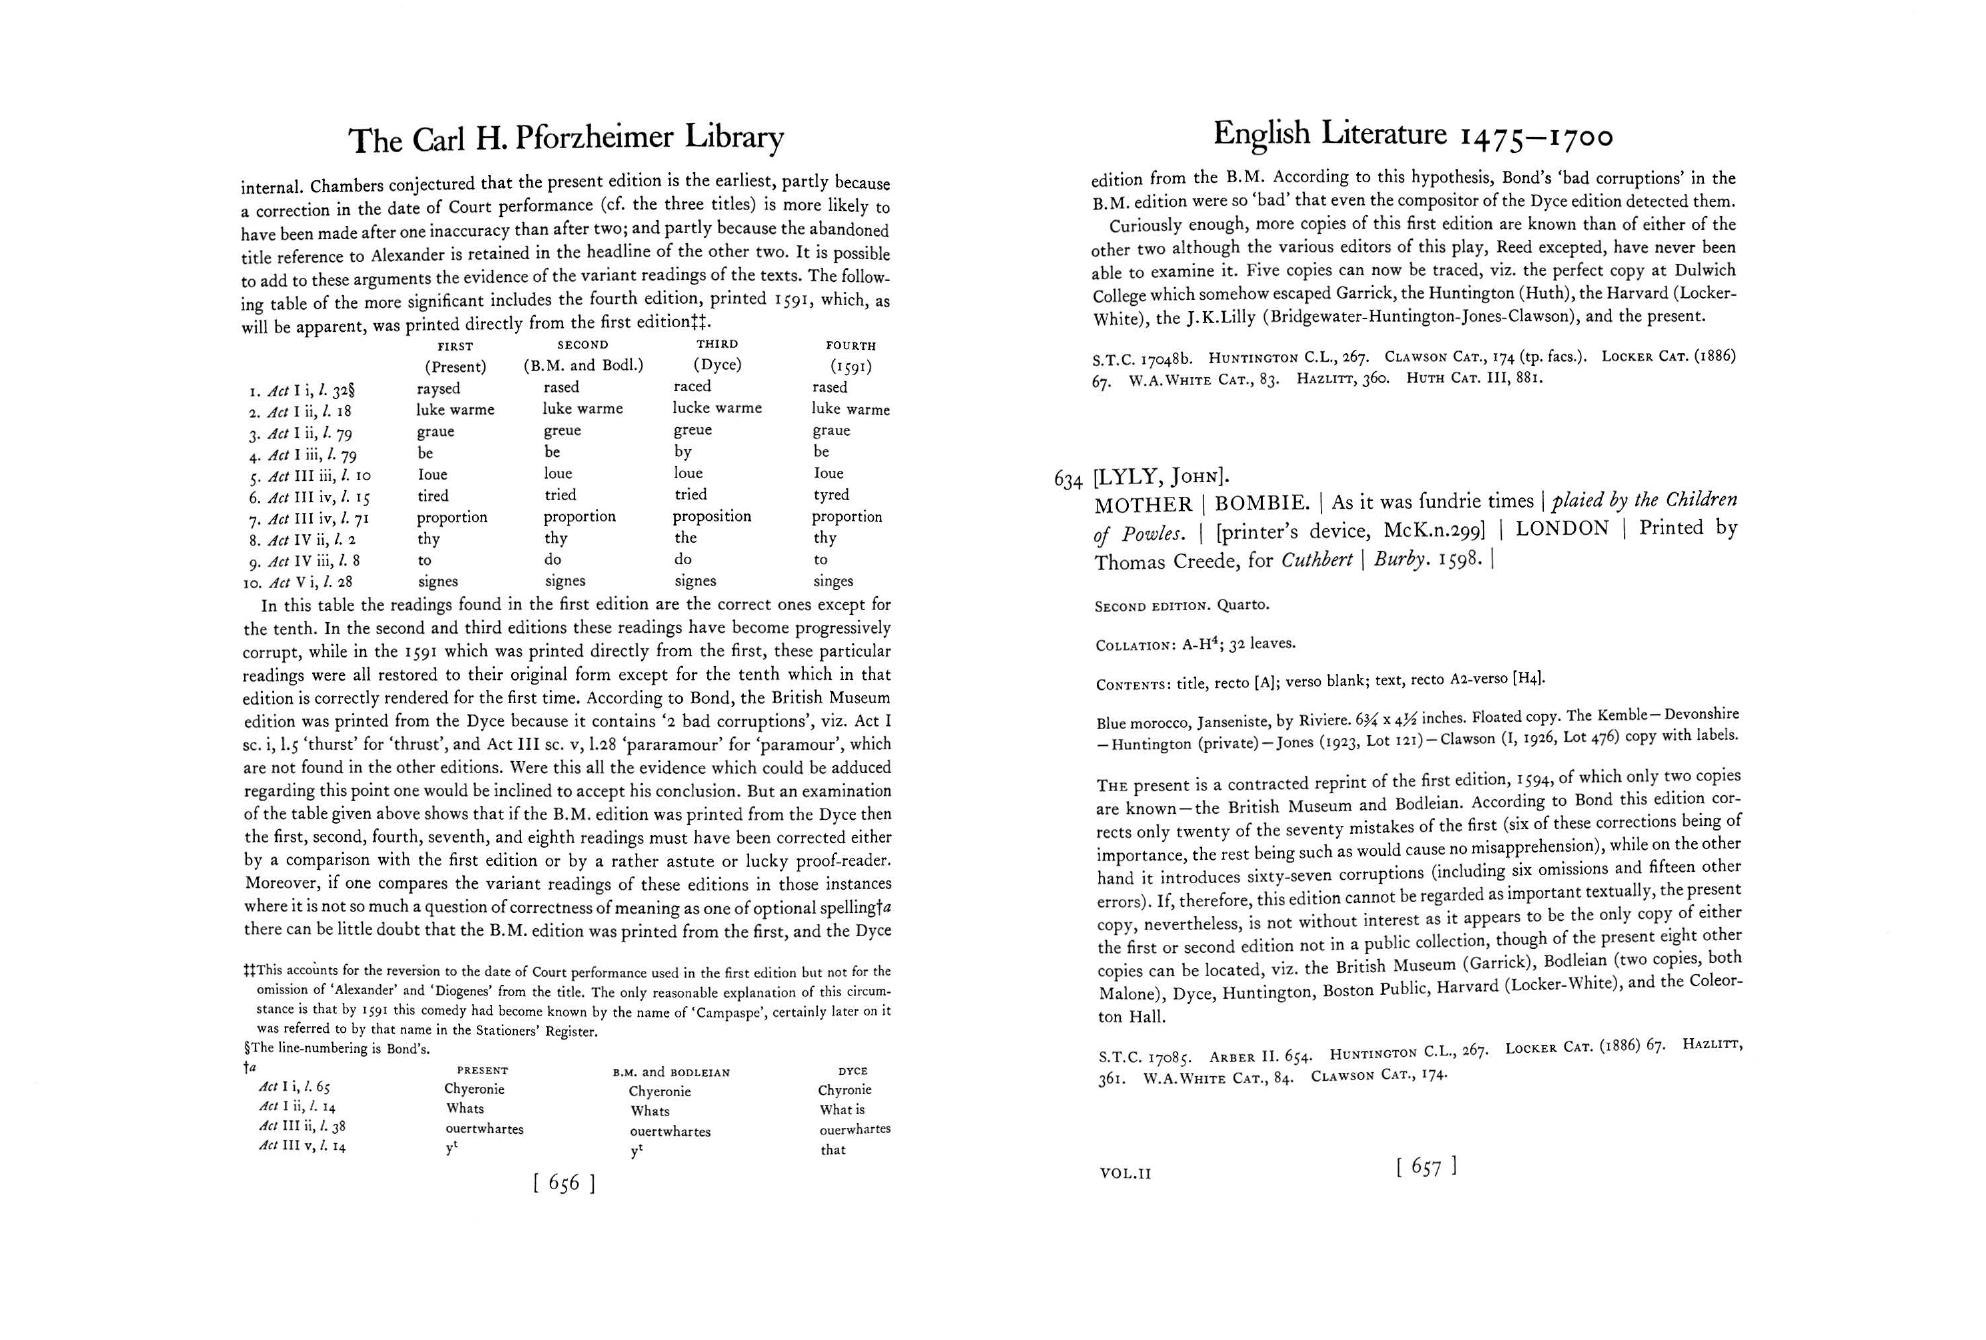 The Carl H. Pforzheimer Library
internal. Chambers conjectured that the present edition is the earliest, partly because
a correction in the date of Court performance (cf. the three titles) is more likely to
have been made after one inaccuracy than after two; and partly because the abandoned
title reference to Alexander is retained in the headline of the other two. It is possible
to add to these arguments the evidence of the variant readings of the texts. The follow-
ing table of the more significant includes the fourth edition, printed 1591, which, as
will be apparent, was printed directly from the first edition‡‡.
FIRST SECOND THIRD FOURTH
(Present) (B.M. and Bodl.) (Dyce) (1591)
1. Act I i, l. 32§ raysed rased raced rased
2. Act I ii, l. 18 luke warme luke warme lucke warme luke warme
3. Act I ii, l. 79 graue greue greue graue
4. Act I iii, l. 79 be be by be
5. Act III iii, l. 10 Ioue loue loue Ioue
6. Act III iv, l. 15 tired tried tried tyred
7. Act III iv, l. 71 proportion proportion proposition proportion
8. Act IV ii, l. 2 thy thy the thy
9. Act IV iii, l. 8 to do do to
10. Act V i, l. 28 signes signes signes singes
In this table the readings found in the first edition are the correct ones except for
the tenth. In the second and third editions these readings have become progressively
corrupt, while in the 1591 which was printed directly from the first, these particular
readings were all restored to their original form except for the tenth which in that
edition is correctly rendered for the first time. According to Bond, the British Museum
edition was printed from the Dyce because it contains ‘2 bad corruptions’, viz. Act I
sc. i, l.5 ‘thurst’ for ‘thrust’, and Act III sc. v, l.28 ‘pararamour’ for ‘paramour’, which
are not found in the other editions. Were this all the evidence which could be adduced
regarding this point one would be inclined to accept his conclusion. But an examination
of the table given above shows that if the B.M. edition was printed from the Dyce then
the first, second, fourth, seventh, and eighth readings must have been corrected either
by a comparison with the first edition or by a rather astute or lucky proof-reader.
Moreover, if one compares the variant readings of these editions in those instances
where it is not so much a question of correctness of meaning as one of optional spelling†a
there can be little doubt that the B.M. edition was printed from the first, and the Dyce
‡‡This accounts for the reversion to the date of Court performance used in the first edition but not for the
omission of ‘Alexander’ and ‘Diogenes’ from the title. The only reasonable explanation of this circum-
stance is that by 1591 this comedy had become known by the name of ‘Campaspe’, certainly later on it
was referred to by that name in the Stationers’ Register.
§The line-numbering is Bond’s.
†a PRESENT B.M. and BODLEIAN DYCE
Act I i, l. 65 Chyeronie Chyeronie Chyronie
Act I ii, l. 14 Whats Whats What is
Act III ii, l. 38 ouertwhartes ouertwhartes ouerwhartes
Act III v, l. 14 yt yt that
[ 656 ]
English Literature 1475–1700
edition from the B.M. According to this hypothesis, Bond’s ‘bad corruptions’ in the
B.M. edition were so ‘bad’ that even the compositor of the Dyce edition detected them.
Curiously enough, more copies of this first edition are known than of either of the
other two although the various editors of this play, Reed excepted, have never been
able to examine it. Five copies can now be traced, viz. the perfect copy at Dulwich
College which somehow escaped Garrick, the Huntington (Huth), the Harvard (Locker-
White), the J.K.Lilly (Bridgewater-Huntington-Jones-Clawson), and the present.
S.T.C. 17048b. HUNTINGTON C.L., 267. CLAWSON CAT., 174 (tp. facs.). LOCKER CAT. (1886)
67. W.A.WHITE CAT., 83. HAZLITT, 360. HUTH CAT. III, 881.
634 [LYLY, JOHN].
MOTHER | BOMBIE. | As it was sundrie times | plaied by the Children
of Powles. | [printer’s device, McK.n.299] | LONDON | Printed by
Thomas Creede, for Cuthbert | Burby. 1598. |
SECOND EDITION. Quarto.
COLLATION: A-H4; 32 leaves.
CONTENTS: title, recto [A]; verso blank; text, recto A2-verso [H4].
Blue morocco, Janseniste, by Riviere. 6¾ x 4½ inches. Floated copy. The Kemble—Devonshire
—Huntington (private)—Jones (1923, Lot 121)—Clawson (I, 1926, Lot 476) copy with labels.
THE present is a contracted reprint of the first edition, 1594, of which only two copies
are known—the British Museum and Bodleian. According to Bond this edition cor-
rects only twenty of the seventy mistakes of the first (six of these corrections being of
importance, the rest being such as would cause no misapprehension), while on the other
hand it introduces sixty-seven corruptions (including six omissions and fifteen other
errors). If, therefore, this edition cannot be regarded as important textually, the present
copy, nevertheless, is not without interest as it appears to be the only copy of either
the first or second edition not in a public collection, though of the present eight other
copies can be located, viz. the British Museum (Garrick), Bodleian (two copies, both
Malone), Dyce, Huntington, Boston Public, Harvard (Locker-White), and the Coleor-
ton Hall.
S.T.C. 17085. ARBER II. 654. HUNTINGTON C.L., 267. LOCKER CAT. (1886) 67. HAZLITT,
361. W.A.WHITE CAT., 84. CLAWSON CAT., 174.
VOL.II
[ 657 ]